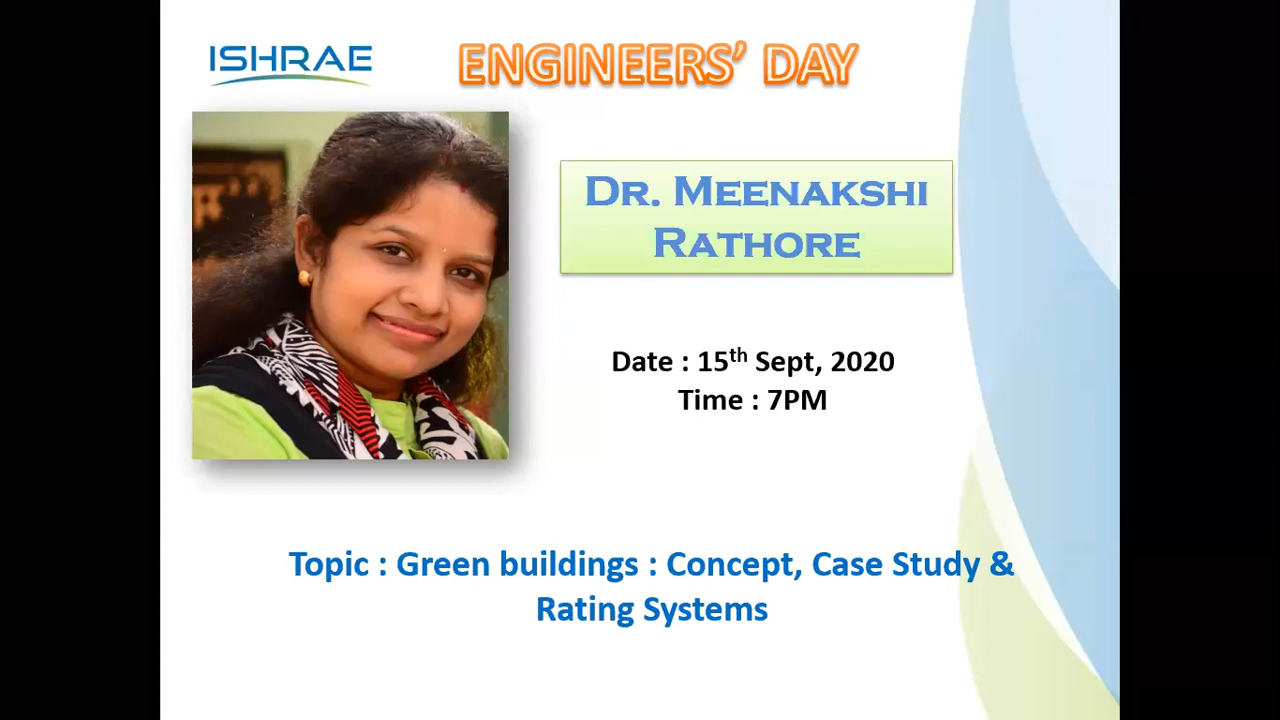 ISHRAE
ENGINEERS’ DAY
DR. MEENAKSHI
RATHORE
Date : 15th Sept, 2020
Time : 7PM
Topic : Green buildings : Concept, Case Study &
Rating Systems